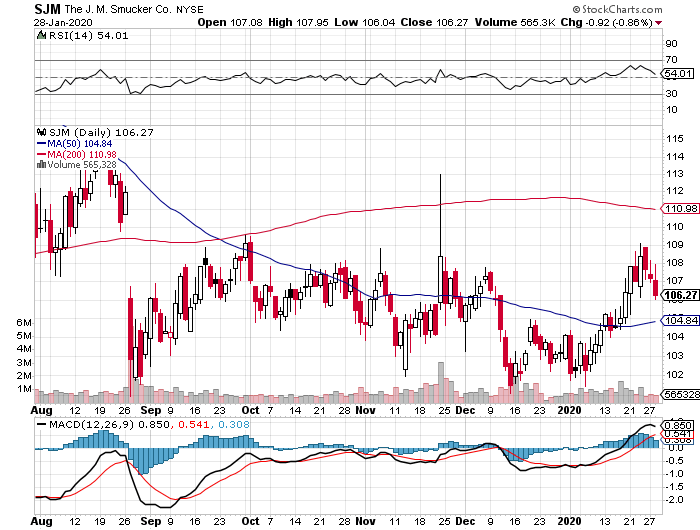 SJM The J. M. Smucker Co. NYSE © StockCharts.com
28-Jan-2020 Open 107.08 High 107.95 Low 106.04 Close 106.27 Volume 565.3K Chg -0.92 (-0.86%)
RSI(14) 54.01
90
70
54.01
30
10
SJM (Daily) 106.27
MA(50) 104.84
MA(200) 110.98
Volume 565,328
115
114
113
112
110.98
110
109
108
107
106.27
104.84
104
103
102
565328
6M
5M
4M
3M
2M
1M
Aug 12 19 26 Sep 9 16 23 Oct 7 14 21 28 Nov 11 18 25 Dec 9 16 23 2020 13 21 27
MACD(12,26,9) 0.850, 0.541, 0.308
0.850
0.541
0.308
0.0
-0.5
-1.0
-1.5
-2.0
Aug 12 19 26 Sep 9 16 23 Oct 7 14 21 28 Nov 11 18 25 Dec 9 16 23 2020 13 21 27